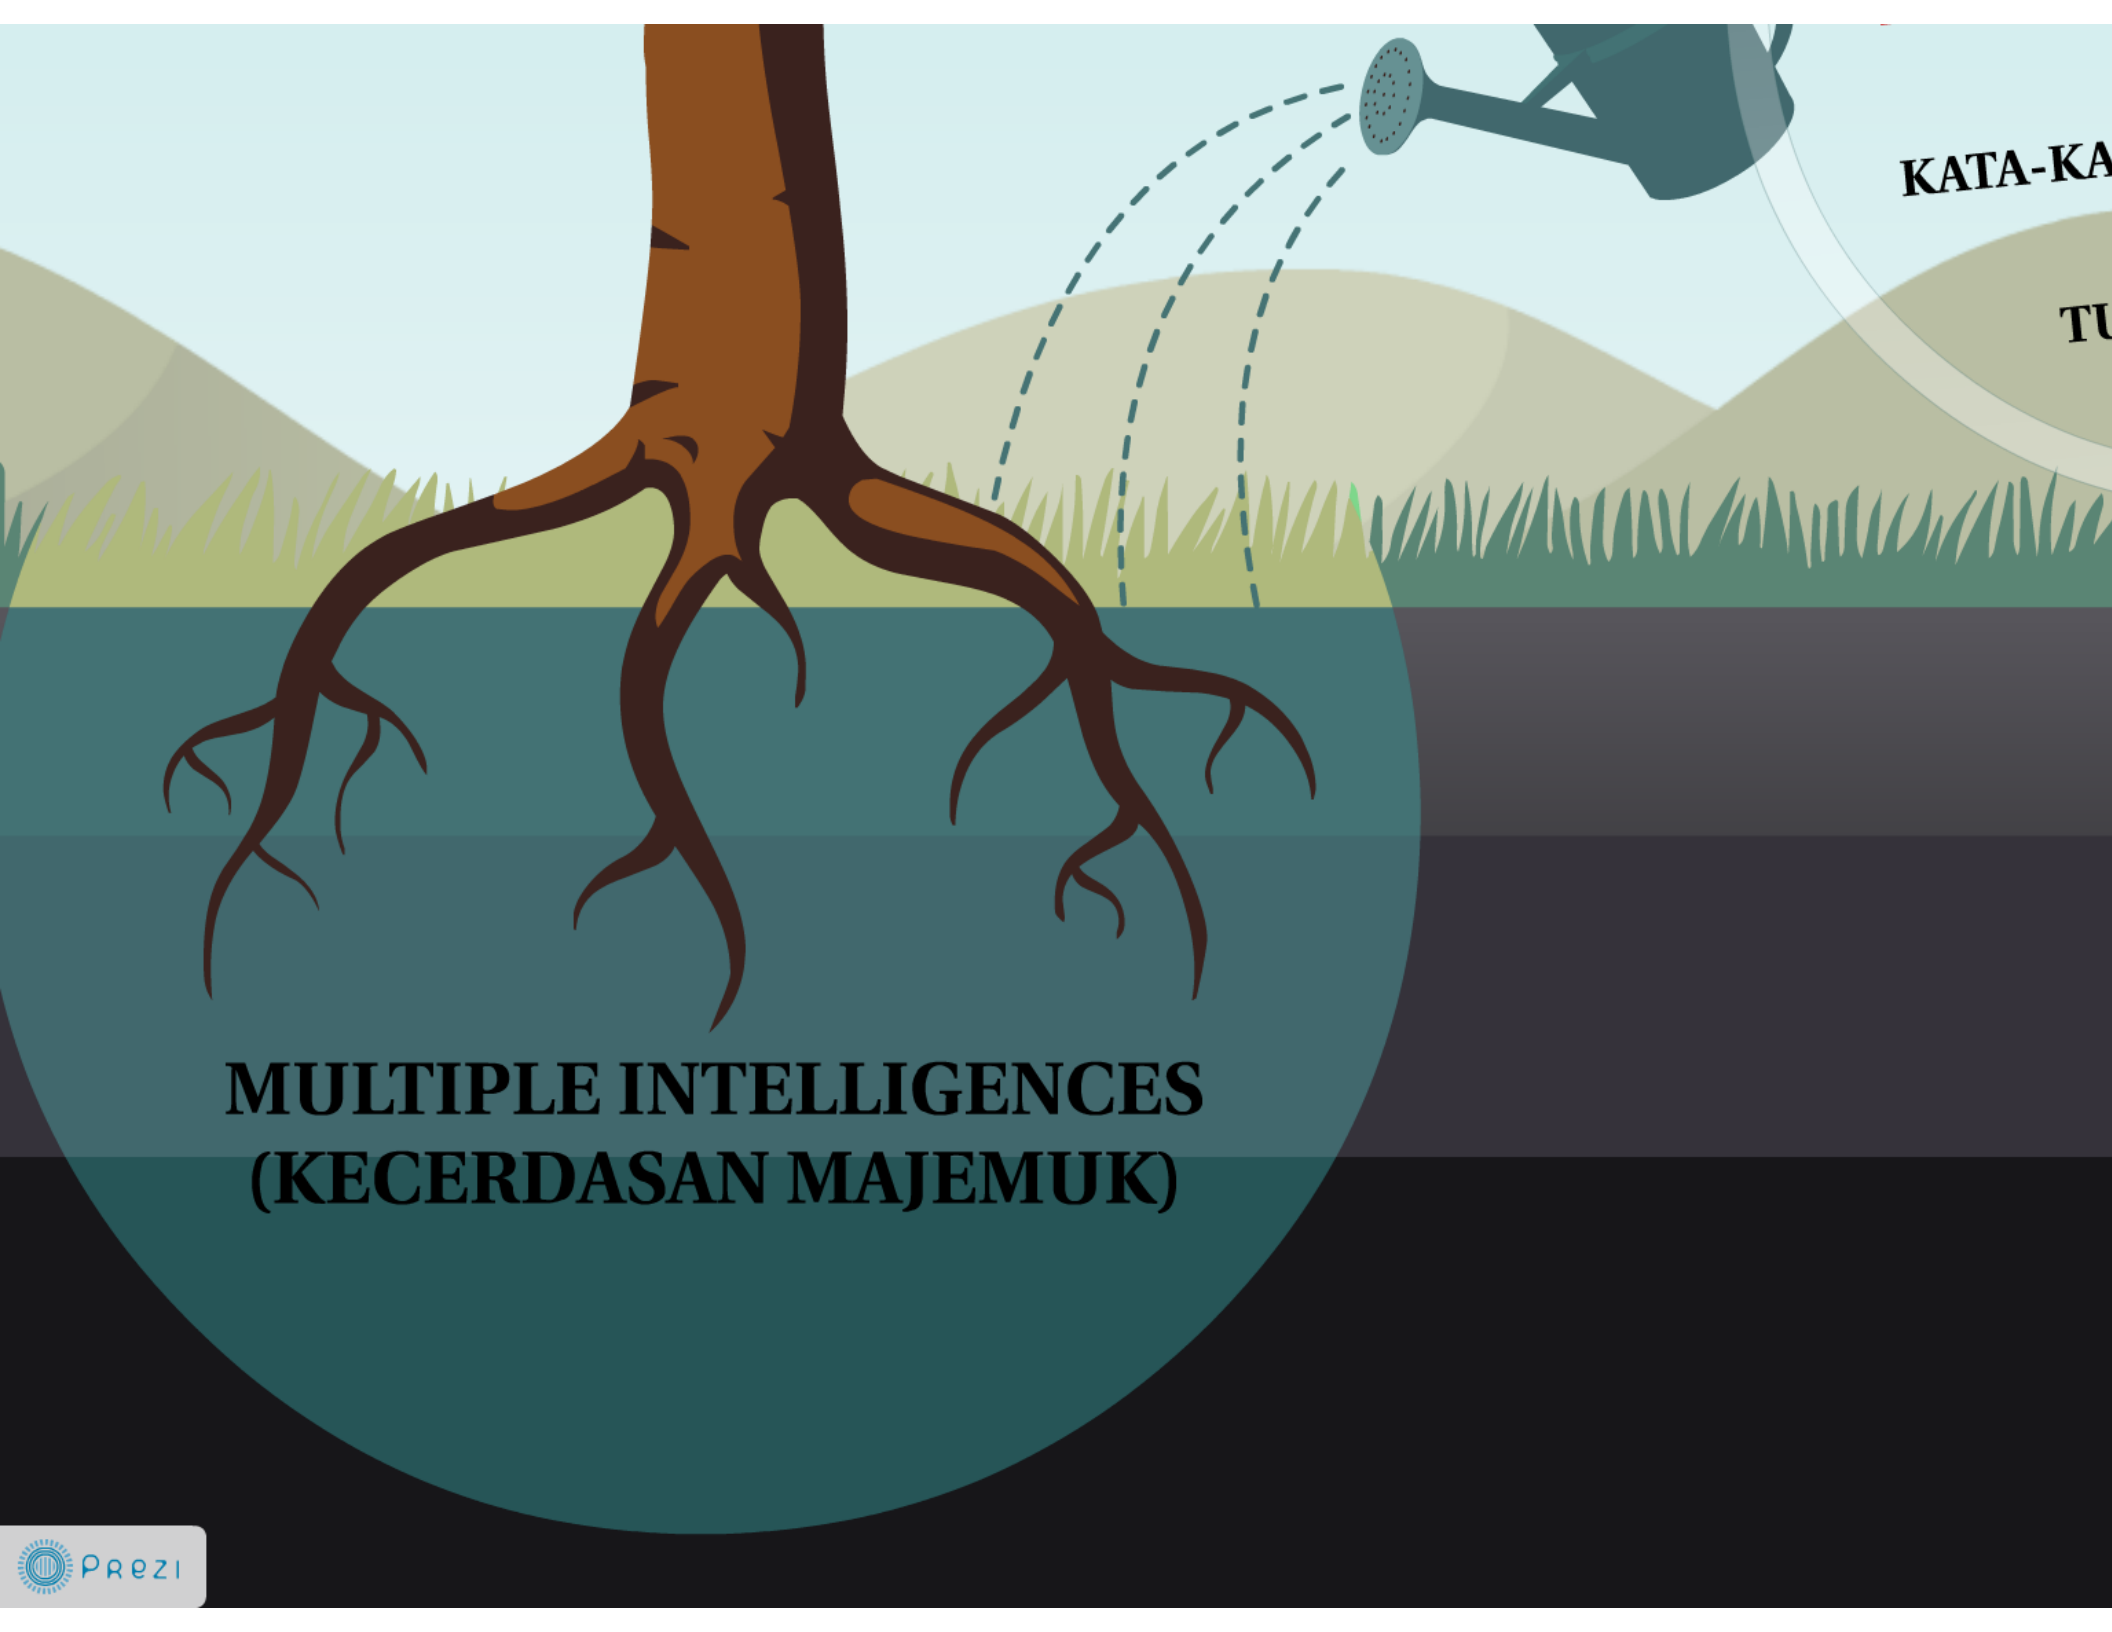 KATA-KA
TU
MULTIPLE INTELLIGENCES
(KECERDASAN MAJEMUK)
Prezi